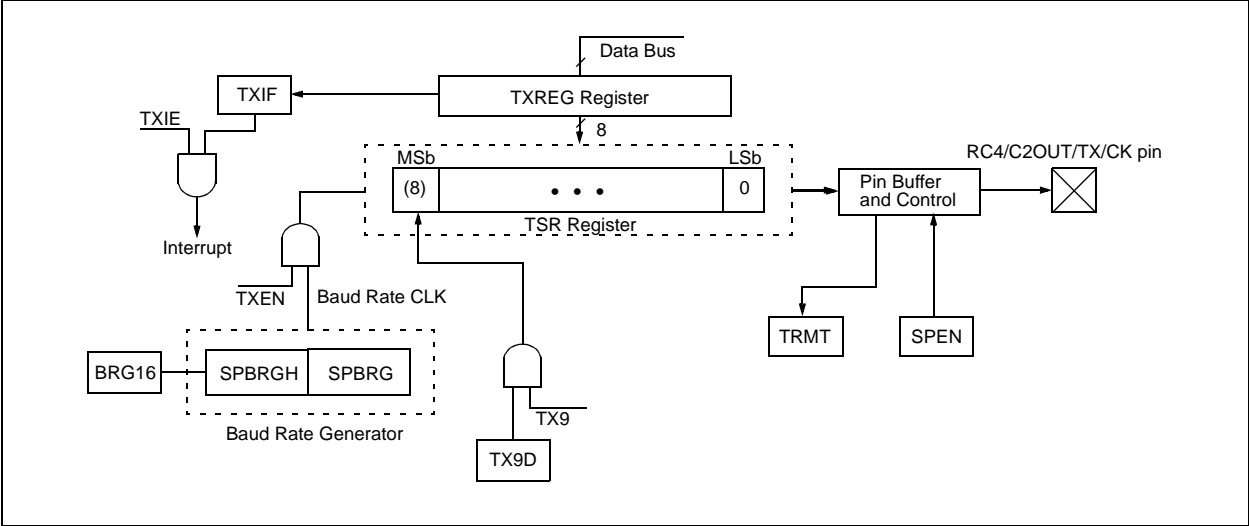 Data Bus
TXIF
TXREG Register
TXIE
8
MSb
LSb
RC4/C2OUT/TX/CK pin
(8)
• • •
0
Pin Buffer
and Control
TSR Register
Interrupt
TXEN
Baud Rate CLK
TRMT
SPEN
BRG16
SPBRGH
SPBRG
TX9
Baud Rate Generator
TX9D